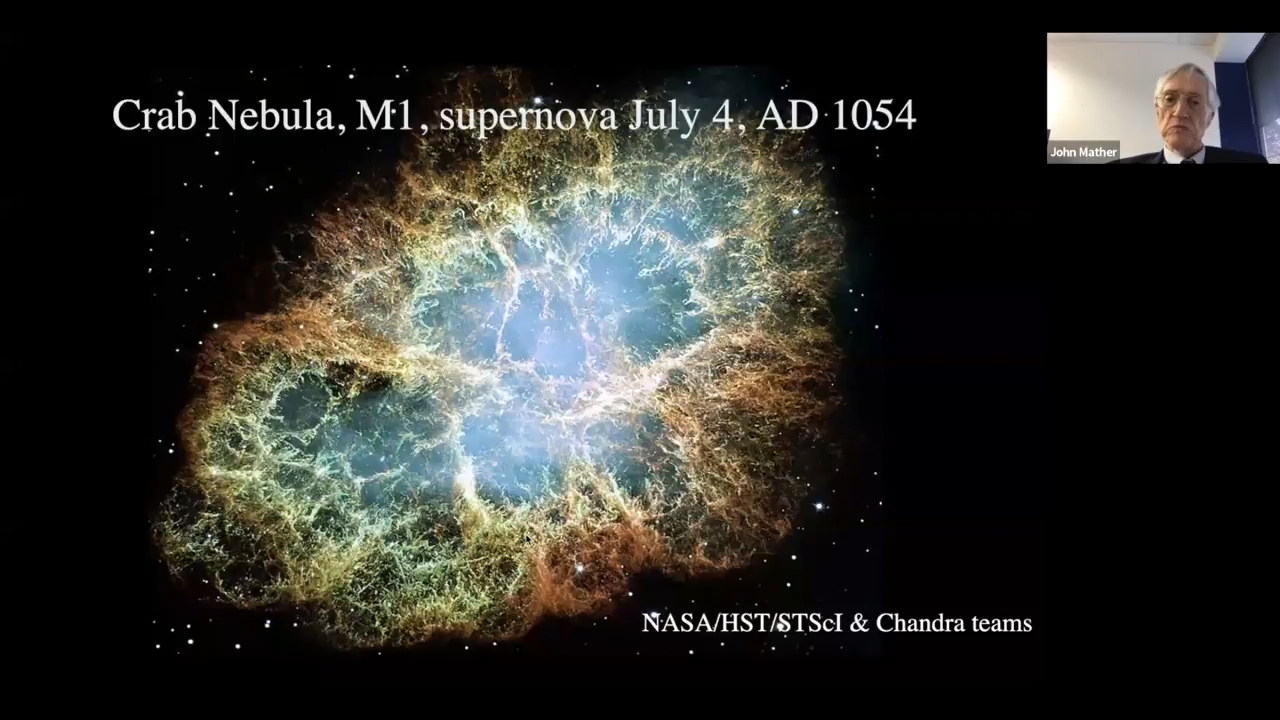 Crab Nebula, M1, supernova July 4, AD 1054
John Mather
NASA/HST/STScI & Chandra teams